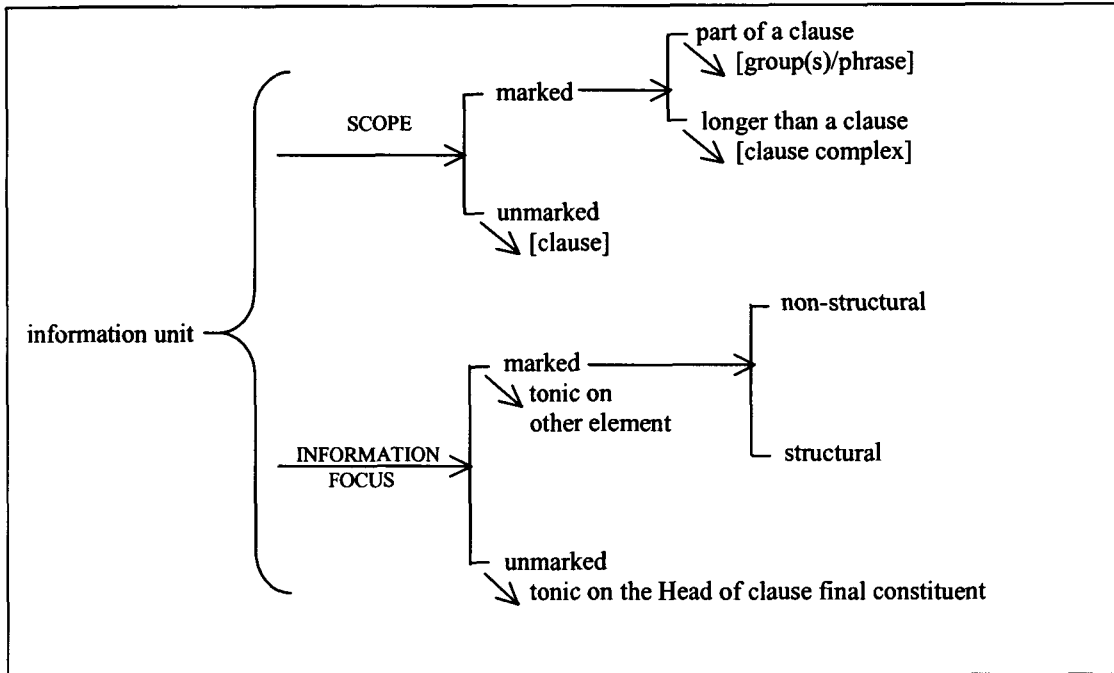 part of a clause
[group(s)/phrase]
marked
SCOPE
longer than a clause
[clause complex]
unmarked
[clause]
non-structural
information unit
marked
tonic on
other element
INFORMATION
FOCUS
structural
unmarked
tonic on the Head of clause final constituent